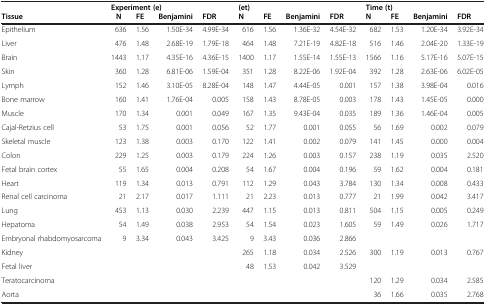 Experiment (e) (et) Time (t)
Tissue N FE Benjamini FDR N FE Benjamini FDR N FE Benjamini FDR
Epithelium 636 1.56 1.50E-34 4.99E-34 616 1.56 1.36E-32 4.54E-32 682 1.53 1.20E-34 3.92E-34
Liver 476 1.48 2.68E-19 1.79E-18 464 1.48 7.21E-19 4.82E-18 516 1.46 2.04E-20 1.33E-19
Brain 1443 1.17 4.35E-16 4.36E-15 1400 1.17 1.55E-14 1.55E-13 1566 1.16 5.17E-16 5.07E-15
Skin 360 1.28 6.81E-06 1.59E-04 351 1.28 8.22E-06 1.92E-04 392 1.28 2.63E-06 6.02E-05
Lymph 152 1.46 3.10E-05 8.28E-04 148 1.47 4.44E-05 0.001 157 1.38 3.98E-04 0.016
Bone marrow 160 1.41 1.76E-04 0.005 158 1.43 8.78E-05 0.003 178 1.43 1.45E-05 0.000
Muscle 170 1.34 0.001 0.049 167 1.35 9.43E-04 0.035 189 1.36 1.46E-04 0.005
Cajal-Retzius cell 53 1.75 0.001 0.056 52 1.77 0.001 0.055 56 1.69 0.002 0.079
Skeletal muscle 123 1.38 0.003 0.170 122 1.41 0.002 0.079 141 1.45 0.000 0.004
Colon 229 1.25 0.003 0.179 224 1.26 0.003 0.157 238 1.19 0.035 2.520
Fetal brain cortex 55 1.65 0.004 0.208 54 1.67 0.004 0.196 59 1.62 0.004 0.181
Heart 119 1.34 0.013 0.791 112 1.29 0.043 3.784 130 1.34 0.008 0.433
Renal cell carcinoma 21 2.17 0.017 1.111 21 2.23 0.013 0.777 21 1.99 0.042 3.417
Lung 453 1.13 0.030 2.239 447 1.15 0.013 0.811 504 1.15 0.005 0.249
Hepatoma 54 1.49 0.038 2.953 54 1.54 0.023 1.605 59 1.49 0.026 1.717
Embryonal rhabdomyosarcoma 9 3.34 0.043 3.425 9 3.43 0.036 2.866
Kidney 265 1.18 0.034 2.526 300 1.19 0.013 0.767
Fetal liver 48 1.53 0.042 3.529
Teratocarcinoma 120 1.29 0.034 2.585
Aorta 36 1.66 0.035 2.768